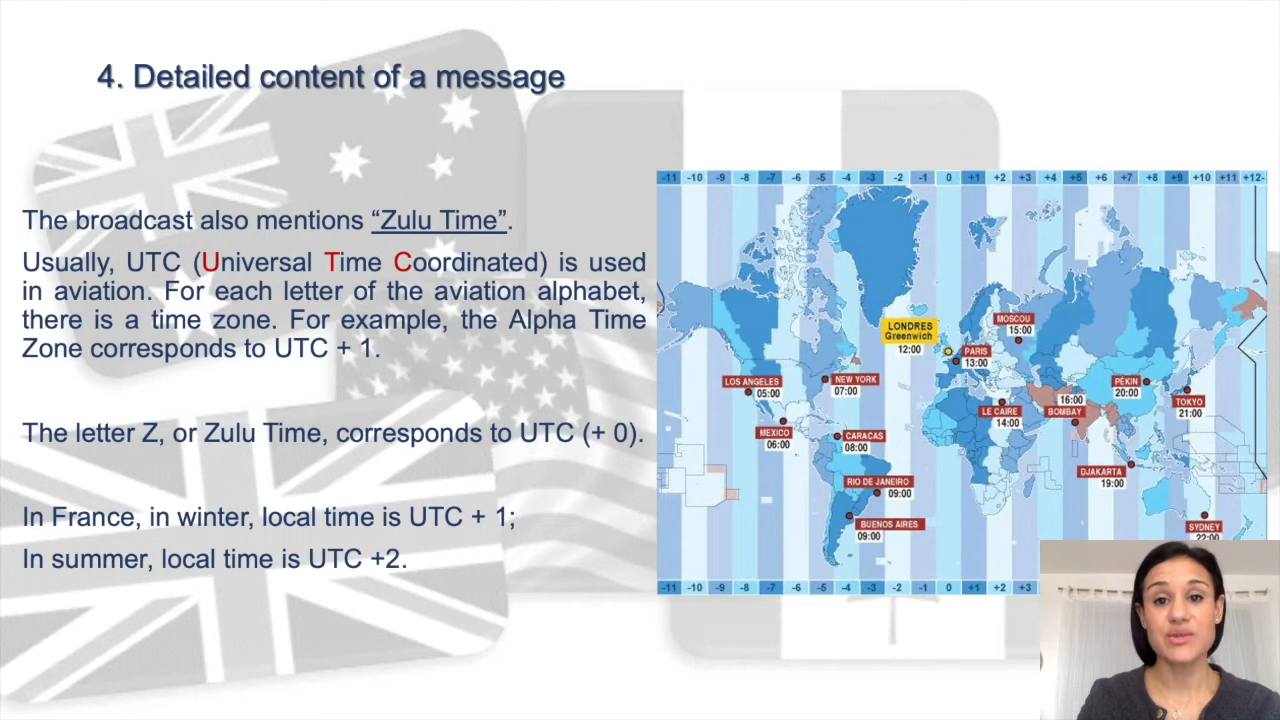 4. Detailed content of a message
The broadcast also mentions “Zulu Time”.
Usually, UTC (Universal Time Coordinated) is used
in aviation. For each letter of the aviation alphabet,
there is a time zone. For example, the Alpha Time
Zone corresponds to UTC + 1.
The letter Z, or Zulu Time, corresponds to UTC (+ 0).
In France, in winter, local time is UTC + 1;
In summer, local time is UTC +2.
-11 -10 -9 -8 -7 -6 -5 -4 -3 -2 -1 0 +1 +2 +3 +4 +5 +6 +7 +8 +9 +10 +11 +12-
LONDRES
Greenwich
12:00
MOSCOU
15:00
PARIS
13:00
LOS ANGELES
05:00
NEW YORK
07:00
PÉKIN
20:00
TOKYO
21:00
16:00
BOMBAY
LE CAIRE
14:00
MEXICO
06:00
CARACAS
08:00
DJAKARTA
19:00
RIO DE JANEIRO
09:00
BUENOS AIRES
09:00
SYDNEY
22:00
-11 -10 -9 -8 -7 -6 -5 -4 -3 -2 -1 0 +1 +2 +3